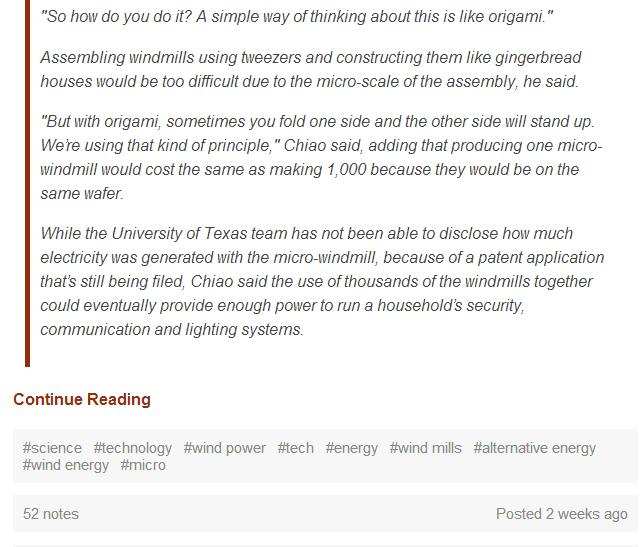 "So how do you do it? A simple way of thinking about this is like origami."
Assembling windmills using tweezers and constructing them like gingerbread
houses would be too difficult due to the micro-scale of the assembly, he said.
"But with origami, sometimes you fold one side and the other side will stand up.
We're using that kind of principle," Chiao said, adding that producing one micro-
windmill would cost the same as making 1,000 because they would be on the
same wafer.
While the University of Texas team has not been able to disclose how much
electricity was generated with the micro-windmill, because of a patent application
that's still being filed, Chiao said the use of thousands of the windmills together
could eventually provide enough power to run a household's security,
communication and lighting systems.
Continue Reading
#science #technology #wind power #tech #energy #wind mills #alternative energy
#wind energy #micro
52 notes Posted 2 weeks ago